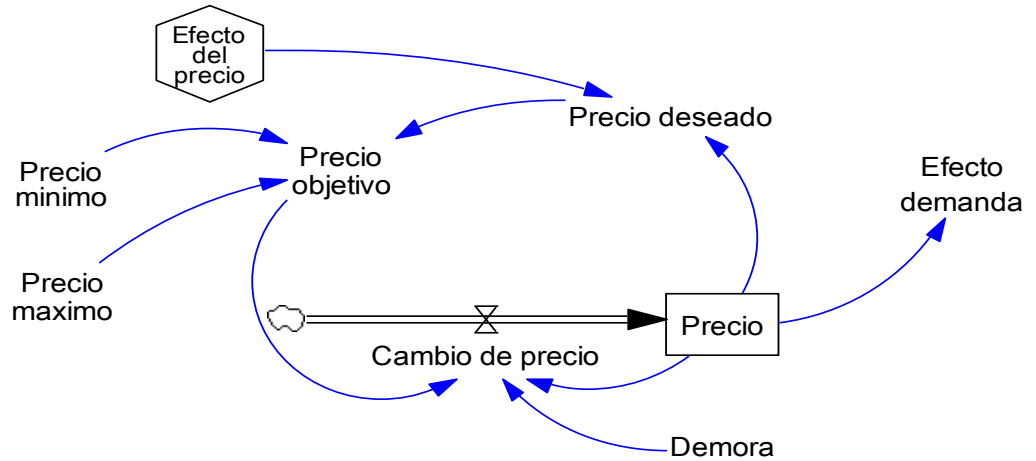 Efecto
del
precio
Precio deseado
Precio
objetivo
Precio
minimo
Efecto
demanda
Precio
maximo
Precio
Cambio de precio
Demora